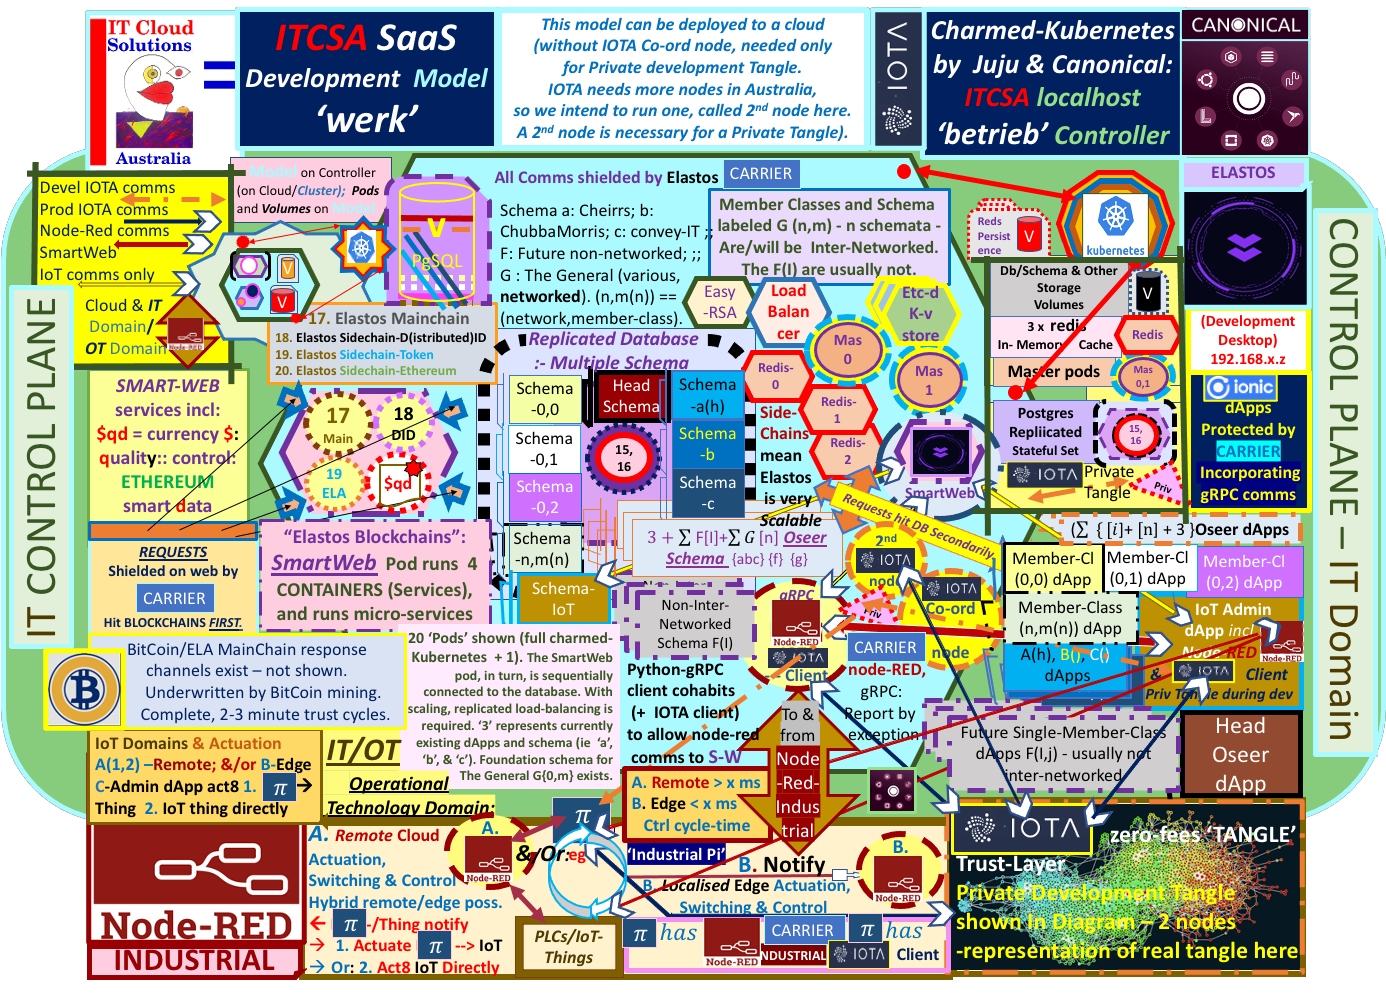 IT Cloud
Solutions
Australia
ITCSA SaaS
Development Model
‘werk’
This model can be deployed to a cloud
(without IOTA Co-ord node, needed only
for Private development Tangle.
IOTA needs more nodes in Australia,
so we intend to run one, called 2nd node here.
A 2nd node is necessary for a Private Tangle).
IOTA
Charmed-Kubernetes
by Juju & Canonical:
ITCSA localhost
‘betrieb’ Controller
CANONICAL
IT CONTROL PLANE
CONTROL PLANE – IT Domain
Devel IOTA comms
Prod IOTA comms
Node-Red comms
SmartWeb
IoT comms only
Cloud & IT
Domain/
OT Domain
Node-RED
Model on Controller
(on Cloud/Cluster); Pods
and Volumes on Model
V
V
V
PgSQL
All Comms shielded by Elastos
CARRIER
Schema a: Cheirrs; b:
ChubbaMorris; c: convey-IT ;;
F: Future non-networked; ;;
G : The General (various,
networked). (n,m(n)) ==
(network,member-class).
Member Classes and Schema
labeled G (n,m) - n schemata -
Are/will be Inter-Networked.
The F(I) are usually not.
Reds
Persist
ence
V
kubernetes
ELASTOS
17. Elastos Mainchain
18. Elastos Sidechain-D(istributed)ID
19. Elastos Sidechain-Token
20. Elastos Sidechain-Ethereum
Easy
-RSA
Load
Balan
cer
Etc-d
K-v
store
Mas
0
Mas
1
Redis-
0
Redis-
1
Redis-
2
Db/Schema & Other
Storage
Volumes
V
3 x redis
In- Memory Cache
Redis
Master pods
Mas
0,1
Postgres
Repliicated
Stateful Set
15,
16
IOTA
Private
Tangle
Priv
(Development
Desktop)
192.168.x.z
ionic
dApps
Protected by
CARRIER
Incorporating
gRPC comms
SMART-WEB
services incl:
$qd = currency $:
quality:: control:
ETHEREUM
smart data
17
Main
18
DID
19
ELA
$qd
Replicated Database
:- Multiple Schema
Schema
-0,0
Schema
-0,1
Schema
-0,2
Schema
-n,m(n)
Schema-
IoT
Head
Schema
15,
16
Schema
-a(h)
Schema
-b
Schema
-c
Side-
Chains
mean
Elastos
is very
Scalable
SmartWeb
Requests hit DB Secondarily.
3 + ∑ F[I]+∑ G [n] Oseer
Schema {abc} {f} {g}
REQUESTS
Shielded on web by
CARRIER
Hit BLOCKCHAINS FIRST.
“Elastos Blockchains”:
SmartWeb Pod runs 4
CONTAINERS (Services),
and runs micro-services
BitCoin/ELA MainChain response
channels exist – not shown.
Underwritten by BitCoin mining.
Complete, 2-3 minute trust cycles.
20 ‘Pods’ shown (full charmed-
Kubernetes + 1). The SmartWeb
pod, in turn, is sequentially
connected to the database. With
scaling, replicated load-balancing is
required. ‘3’ represents currently
existing dApps and schema (ie ‘a’,
‘b’, & ‘c’). Foundation schema for
The General G{0,m} exists.
Non-Inter-
Networked
Schema F(I)
Python-gRPC
client cohabits
(+ IOTA client)
to allow node-red
comms to S-W
gRPC
Node-RED
IOTA
Client
2nd
IOTA
node
Priv
IOTA
Co-ord
node
CARRIER
node-RED,
gRPC:
Report by
exception
(∑ { [i]+ [n] + 3 }Oseer dApps
Member-Cl
(0,0) dApp
Member-Cl
(0,1) dApp
Member-Cl
(0,2) dApp
Member-Class
(n,m(n)) dApp
A(h), B(), C()
dApps
IoT Admin
dApp incl
Node-RED
Node-RED
& IOTA Client
Priv Tangle during dev
Future Single-Member-Class
dApps F(I,j) - usually not
inter-networked
Head
Oseer
dApp
IoT Domains & Actuation
A(1,2) –Remote; &/or B-Edge
C-Admin dApp act8 1. π →
Thing 2. IoT thing directly
IT/OT
Operational
Technology Domain:
To &
from
Node
-Red-
Indus
trial
A. Remote > x ms
B. Edge < x ms
Ctrl cycle-time
‘Industrial Pi’
Node-RED
INDUSTRIAL
A. Remote Cloud
Actuation,
Switching & Control
Hybrid remote/edge poss.
← π -/Thing notify
→ 1. Actuate π --> IoT
→ Or: 2. Act8 IoT Directly
A.
Node-RED
&/Or eg
π
PLCs/IoT-
Things
B. Notify
B. Localised Edge Actuation,
Switching & Control
B.
Node-RED
π has
Node-RED
INDUSTRIAL
CARRIER
π has
IOTA
Client
IOTA
zero-fees ‘TANGLE’
Trust-Layer
Private Development Tangle
shown in Diagram – 2 nodes
-representation of real tangle here